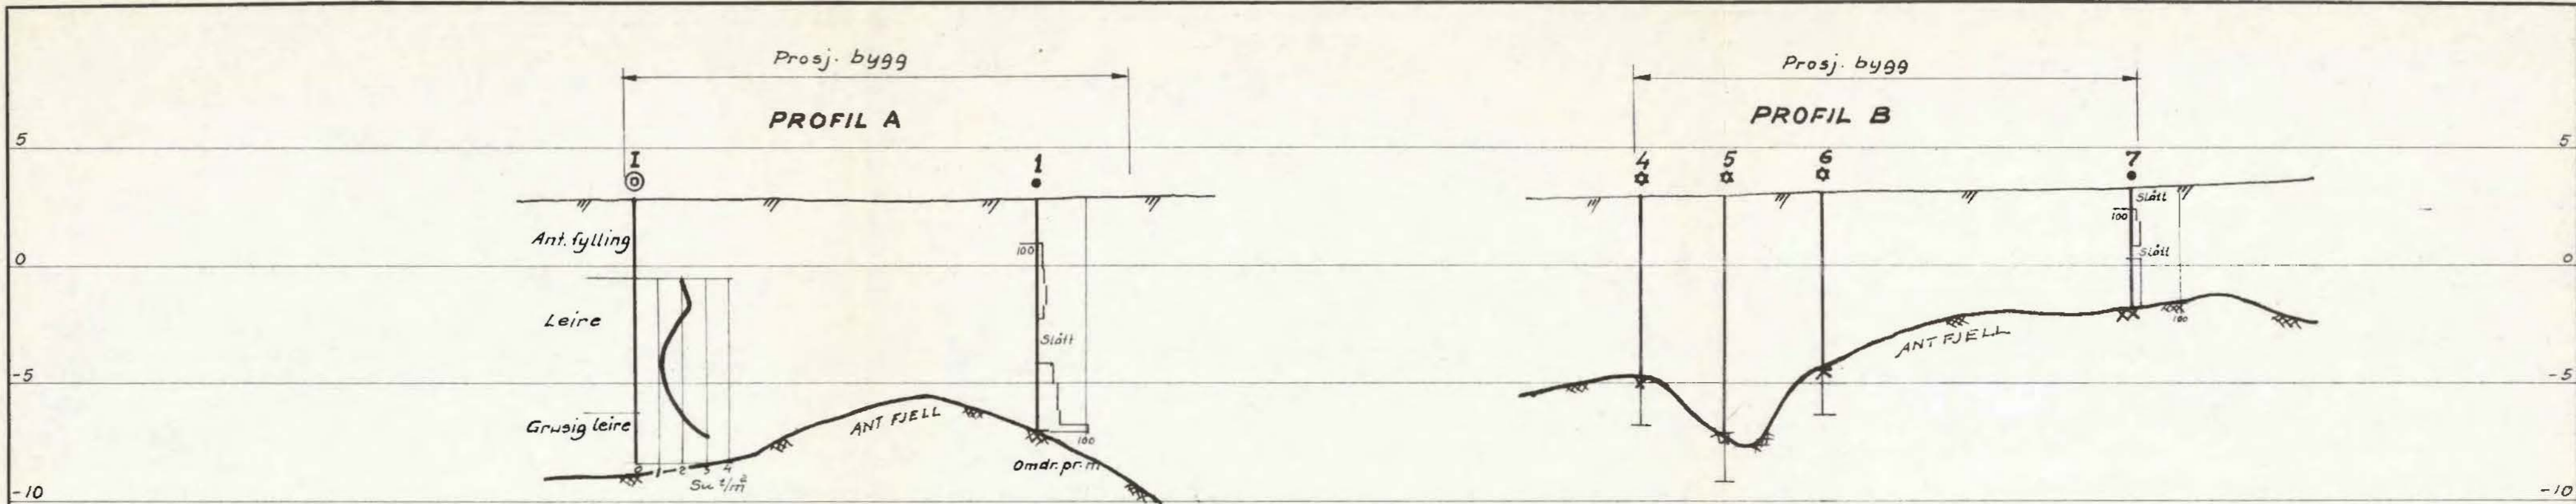 Prosj. bygg
PROFIL A
5
I
1
Ant. fylling
100
0
Leire
Slått
-5
Grusig leire
ANT FJELL
100
0 1 2 3 4
Su t/m²
Omdr. pr. m
-10
Prosj. bygg
PROFIL B
5
4
5
6
7
Slått
100
Slått
0
100
ANT FJELL
-5
-10